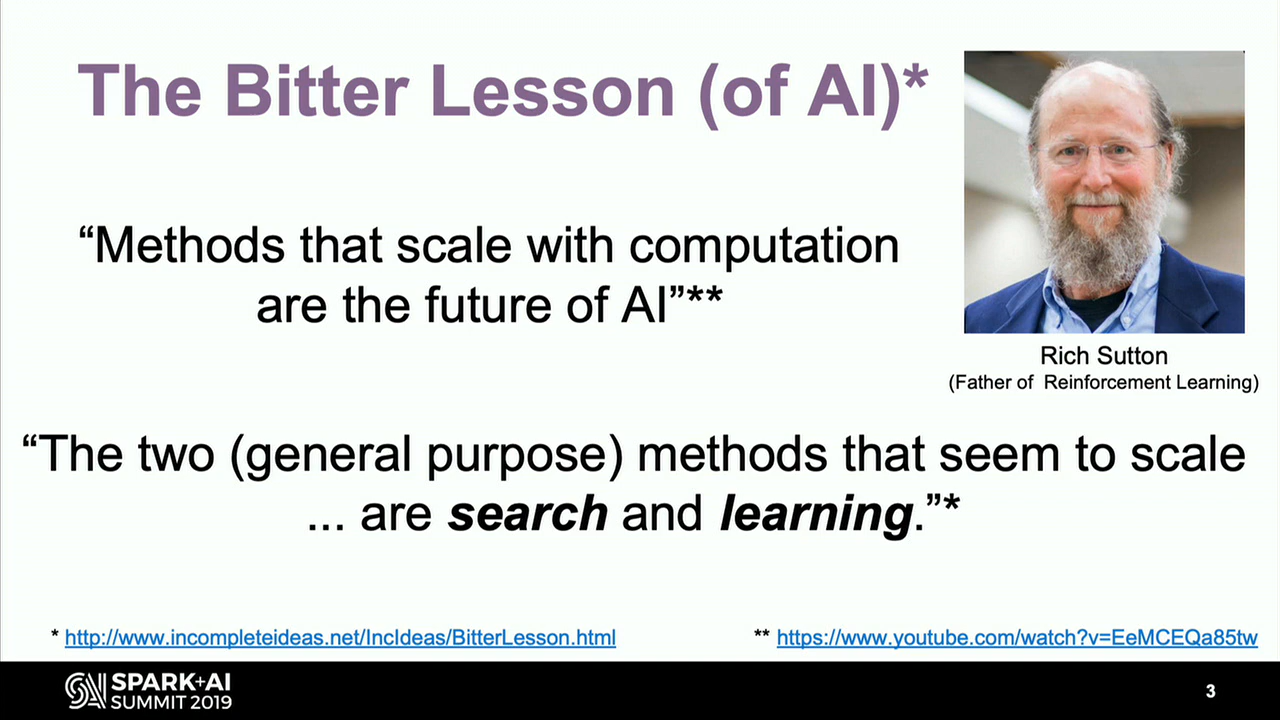 The Bitter Lesson (of AI)*
“Methods that scale with computation
are the future of AI”**
Rich Sutton
(Father of Reinforcement Learning)
“The two (general purpose) methods that seem to scale
... are search and learning.”*
* http://www.incompleteideas.net/IncIdeas/BitterLesson.html
** https://www.youtube.com/watch?v=EeMCEQa85tw
SPARK+AI
SUMMIT 2019
3